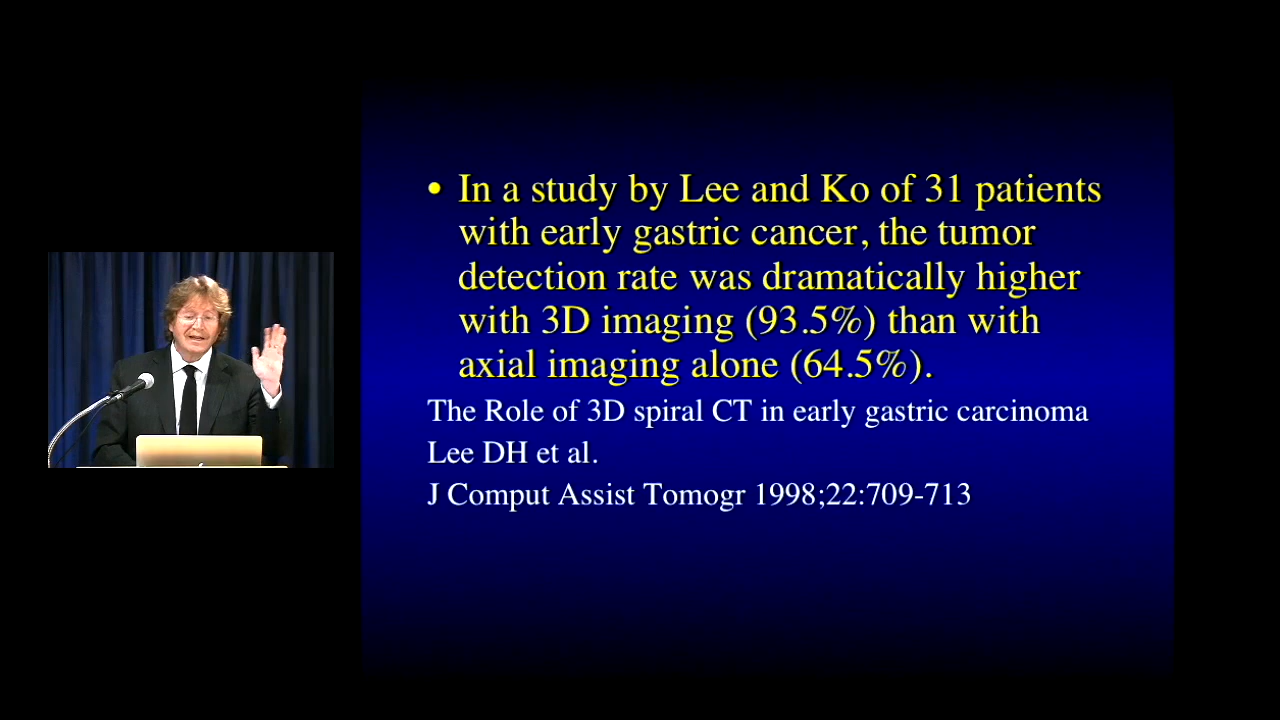 • In a study by Lee and Ko of 31 patients
with early gastric cancer, the tumor
detection rate was dramatically higher
with 3D imaging (93.5%) than with
axial imaging alone (64.5%).
The Role of 3D spiral CT in early gastric carcinoma
Lee DH et al.
J Comput Assist Tomogr 1998;22:709-713